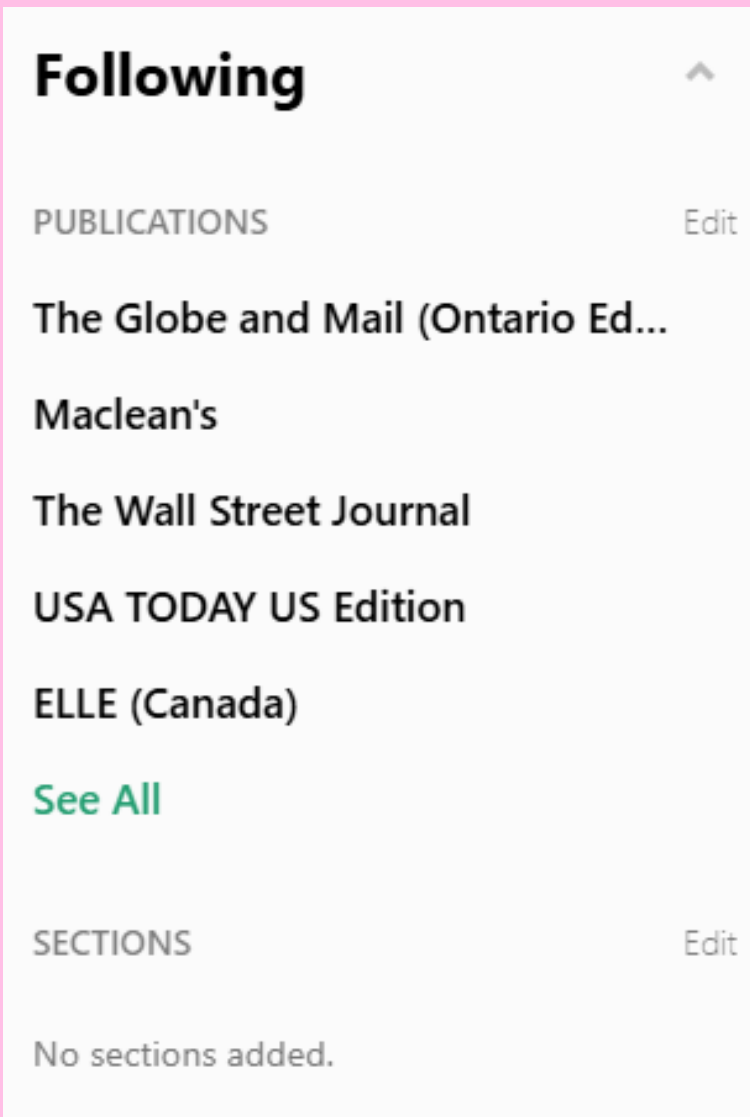 Following
PUBLICATIONS Edit
The Globe and Mail (Ontario Ed...
Maclean's
The Wall Street Journal
USA TODAY US Edition
ELLE (Canada)
See All
SECTIONS Edit
No sections added.